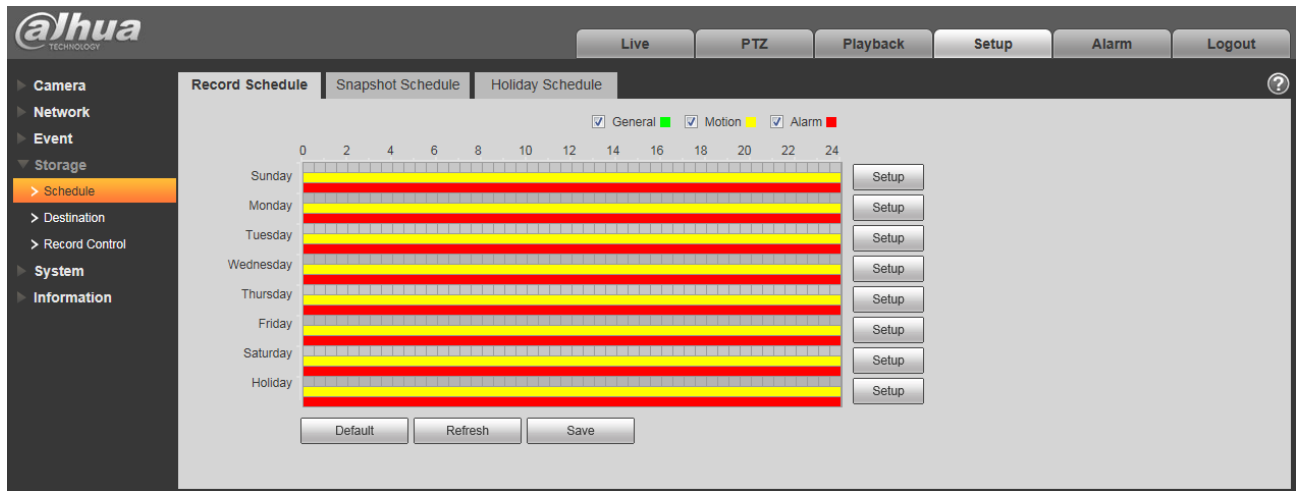 alhua
TECHNOLOGY
Live PTZ Playback Setup Alarm Logout
Camera
Network
Event
Storage
> Schedule
> Destination
> Record Control
System
Information
Record Schedule Snapshot Schedule Holiday Schedule ?
General Motion Alarm
0 2 4 6 8 10 12 14 16 18 20 22 24
Sunday Setup
Monday Setup
Tuesday Setup
Wednesday Setup
Thursday Setup
Friday Setup
Saturday Setup
Holiday Setup
Default Refresh Save